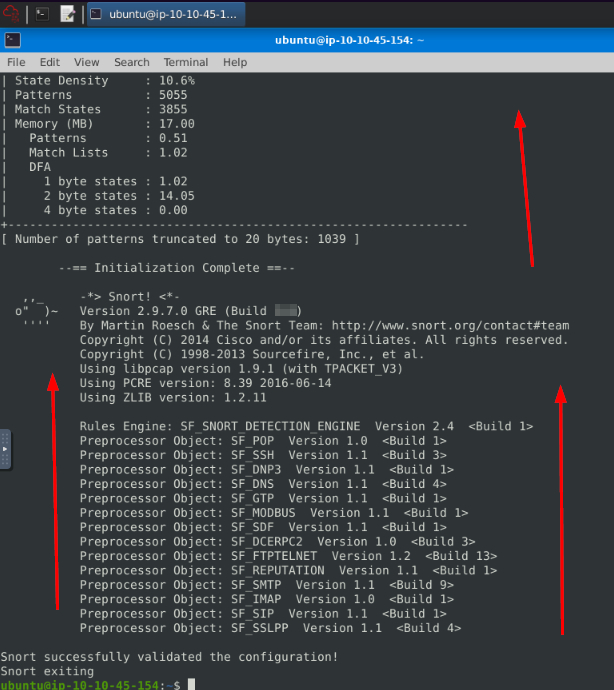 ubuntu@ip-10-10-45-1...
ubuntu@ip-10-10-45-154: ~
File Edit View Search Terminal Help
| State Density     : 10.6%
| Patterns          : 5055
| Match States      : 3855
| Memory (MB)       : 17.00
|   Patterns        : 0.51
|   Match Lists     : 1.02
|   DFA
|     1 byte states : 1.02
|     2 byte states : 14.05
|     4 byte states : 0.00
+----------------------------------------------------------------
[ Number of patterns truncated to 20 bytes: 1039 ]
        --== Initialization Complete ==--
   ,,_     -*> Snort! <*-
  o"  )~   Version 2.9.7.0 GRE (Build )
   ''''    By Martin Roesch & The Snort Team: http://www.snort.org/contact#team
           Copyright (C) 2014 Cisco and/or its affiliates. All rights reserved.
           Copyright (C) 1998-2013 Sourcefire, Inc., et al.
           Using libpcap version 1.9.1 (with TPACKET_V3)
           Using PCRE version: 8.39 2016-06-14
           Using ZLIB version: 1.2.11
           Rules Engine: SF_SNORT_DETECTION_ENGINE  Version 2.4  <Build 1>
           Preprocessor Object: SF_POP  Version 1.0  <Build 1>
           Preprocessor Object: SF_SSH  Version 1.1  <Build 3>
           Preprocessor Object: SF_DNP3  Version 1.1  <Build 1>
           Preprocessor Object: SF_DNS  Version 1.1  <Build 4>
           Preprocessor Object: SF_GTP  Version 1.1  <Build 1>
           Preprocessor Object: SF_MODBUS  Version 1.1  <Build 1>
           Preprocessor Object: SF_SDF  Version 1.1  <Build 1>
           Preprocessor Object: SF_DCERPC2  Version 1.0  <Build 3>
           Preprocessor Object: SF_FTPTELNET  Version 1.2  <Build 13>
           Preprocessor Object: SF_REPUTATION  Version 1.1  <Build 1>
           Preprocessor Object: SF_SMTP  Version 1.1  <Build 9>
           Preprocessor Object: SF_IMAP  Version 1.0  <Build 1>
           Preprocessor Object: SF_SIP  Version 1.1  <Build 1>
           Preprocessor Object: SF_SSLPP  Version 1.1  <Build 4>
Snort successfully validated the configuration!
Snort exiting
ubuntu@ip-10-10-45-154:~$